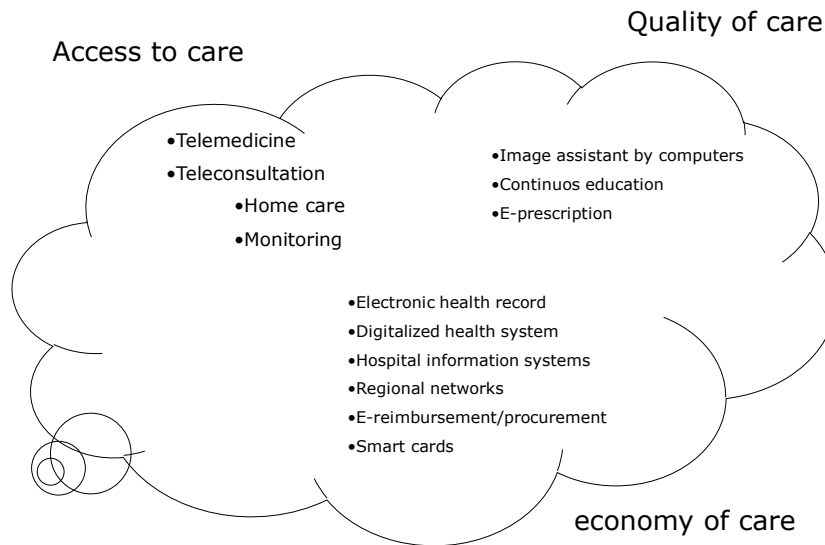 Quality of care
Access to care
•Telemedicine
•Teleconsultation
•Home care
•Monitoring
•Image assistant by computers
•Continuos education
•E-prescription
•Electronic health record
•Digitalized health system
•Hospital information systems
•Regional networks
•E-reimbursement/procurement
•Smart cards
economy of care